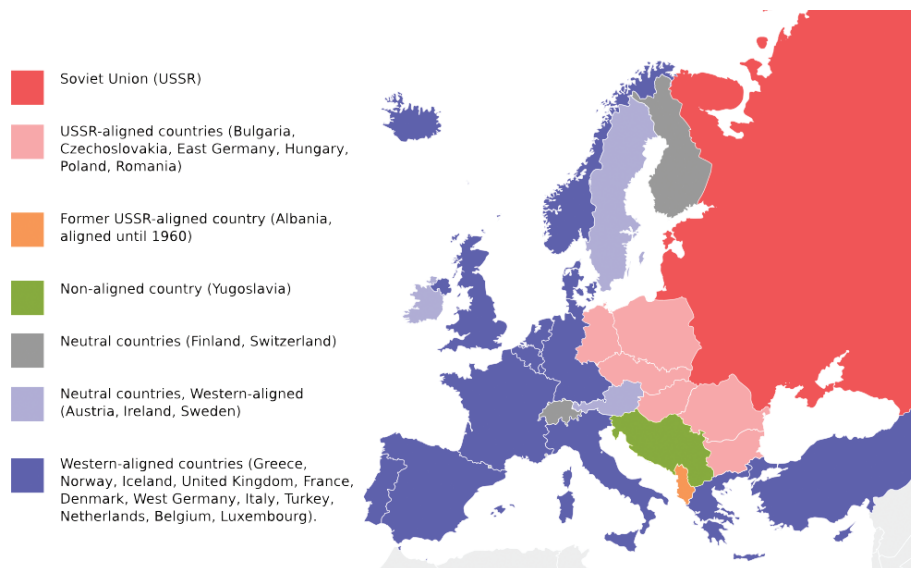 Soviet Union (USSR)
USSR-aligned countries (Bulgaria,
Czechoslovakia, East Germany, Hungary,
Poland, Romania)
Former USSR-aligned country (Albania,
aligned until 1960)
Non-aligned country (Yugoslavia)
Neutral countries (Finland, Switzerland)
Neutral countries, Western-aligned
(Austria, Ireland, Sweden)
Western-aligned countries (Greece,
Norway, Iceland, United Kingdom, France,
Denmark, West Germany, Italy, Turkey,
Netherlands, Belgium, Luxembourg).